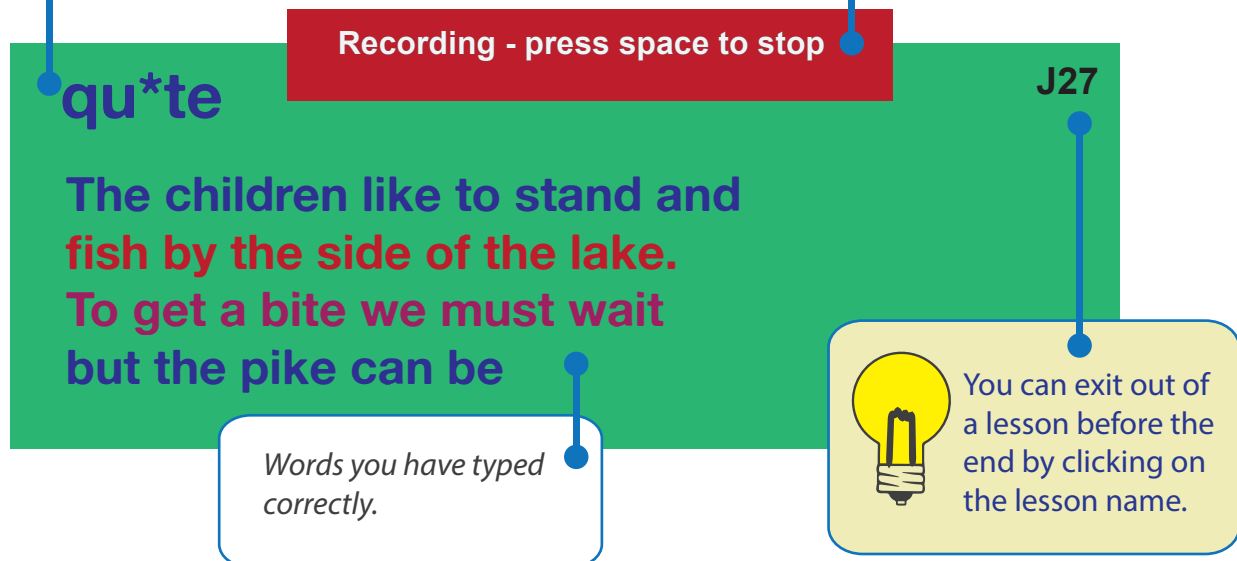 Recording - press space to stop
qu*te
J27
The children like to stand and
fish by the side of the lake.
To get a bite we must wait
but the pike can be
Words you have typed
correctly.
You can exit out of
a lesson before the
end by clicking on
the lesson name.